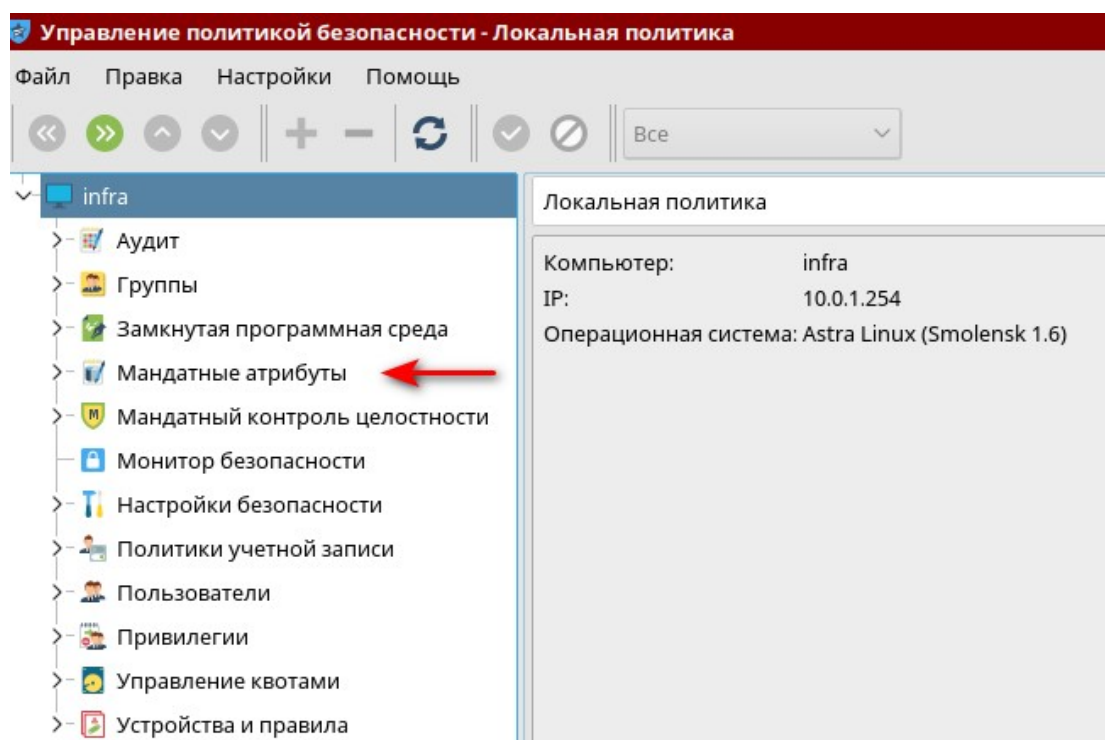 Управление политикой безопасности - Локальная политика
Файл Правка Настройки Помощь
Все
infra
Аудит
Группы
Замкнутая программная среда
Мандатные атрибуты
Мандатный контроль целостности
Монитор безопасности
Настройки безопасности
Политики учетной записи
Пользователи
Привилегии
Управление квотами
Устройства и правила
Локальная политика
Компьютер: infra
IP: 10.0.1.254
Операционная система: Astra Linux (Smolensk 1.6)